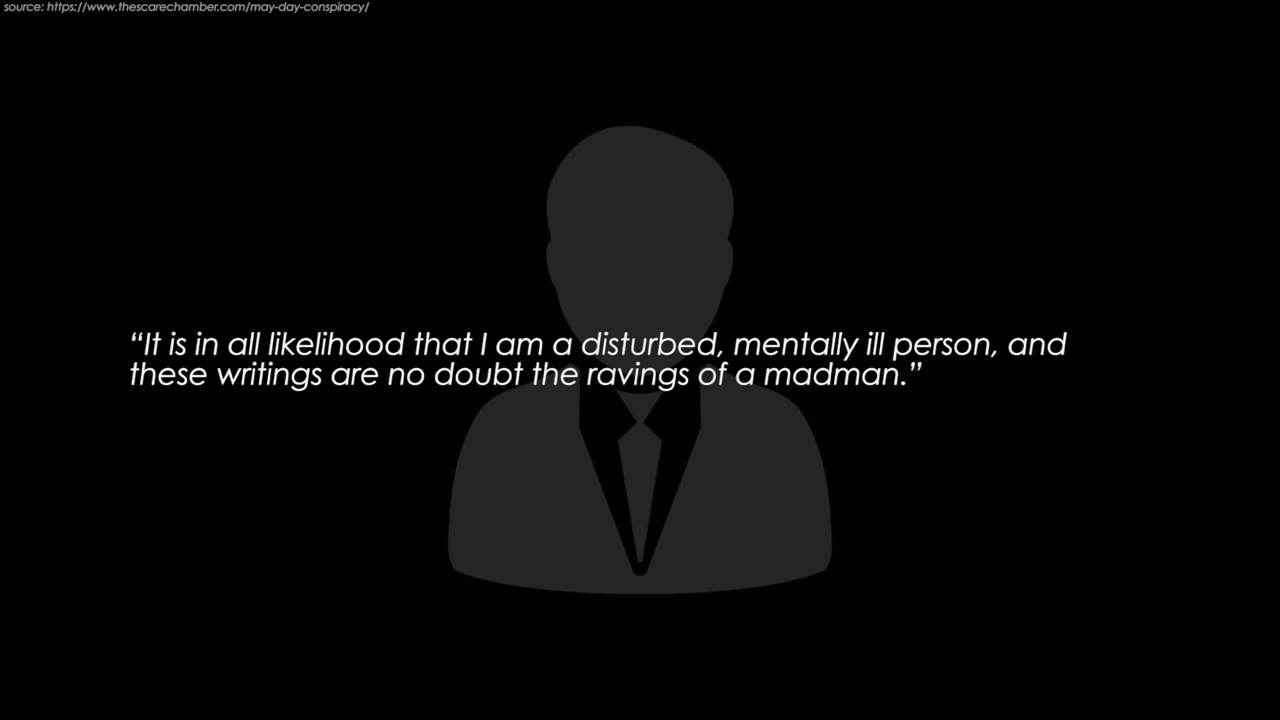 source: https://www.thescarechamber.com/may-day-conspiracy/
“It is in all likelihood that I am a disturbed, mentally ill person, and
these writings are no doubt the ravings of a madman.”